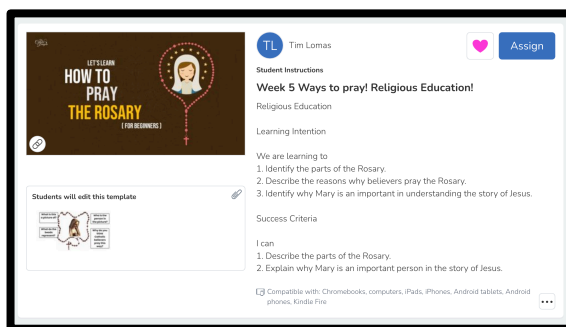 LET'S LEARN
HOW TO
PRAY
THE ROSARY
[ FOR BEGINNERS ]
Students will edit this template
TL
Tim Lomas
Assign
Student Instructions
Week 5 Ways to pray! Religious Education!
Religious Education
Learning Intention
We are learning to
1. Identify the parts of the Rosary.
2. Describe the reasons why believers pray the Rosary.
3. Identify why Mary is an important in understanding the story of Jesus.
Success Criteria
I can
1. Describe the parts of the Rosary.
2. Explain why Mary is an important person in the story of Jesus.
Compatible with: Chromebooks, computers, iPads, iPhones, Android tablets, Android
phones, Kindle Fire